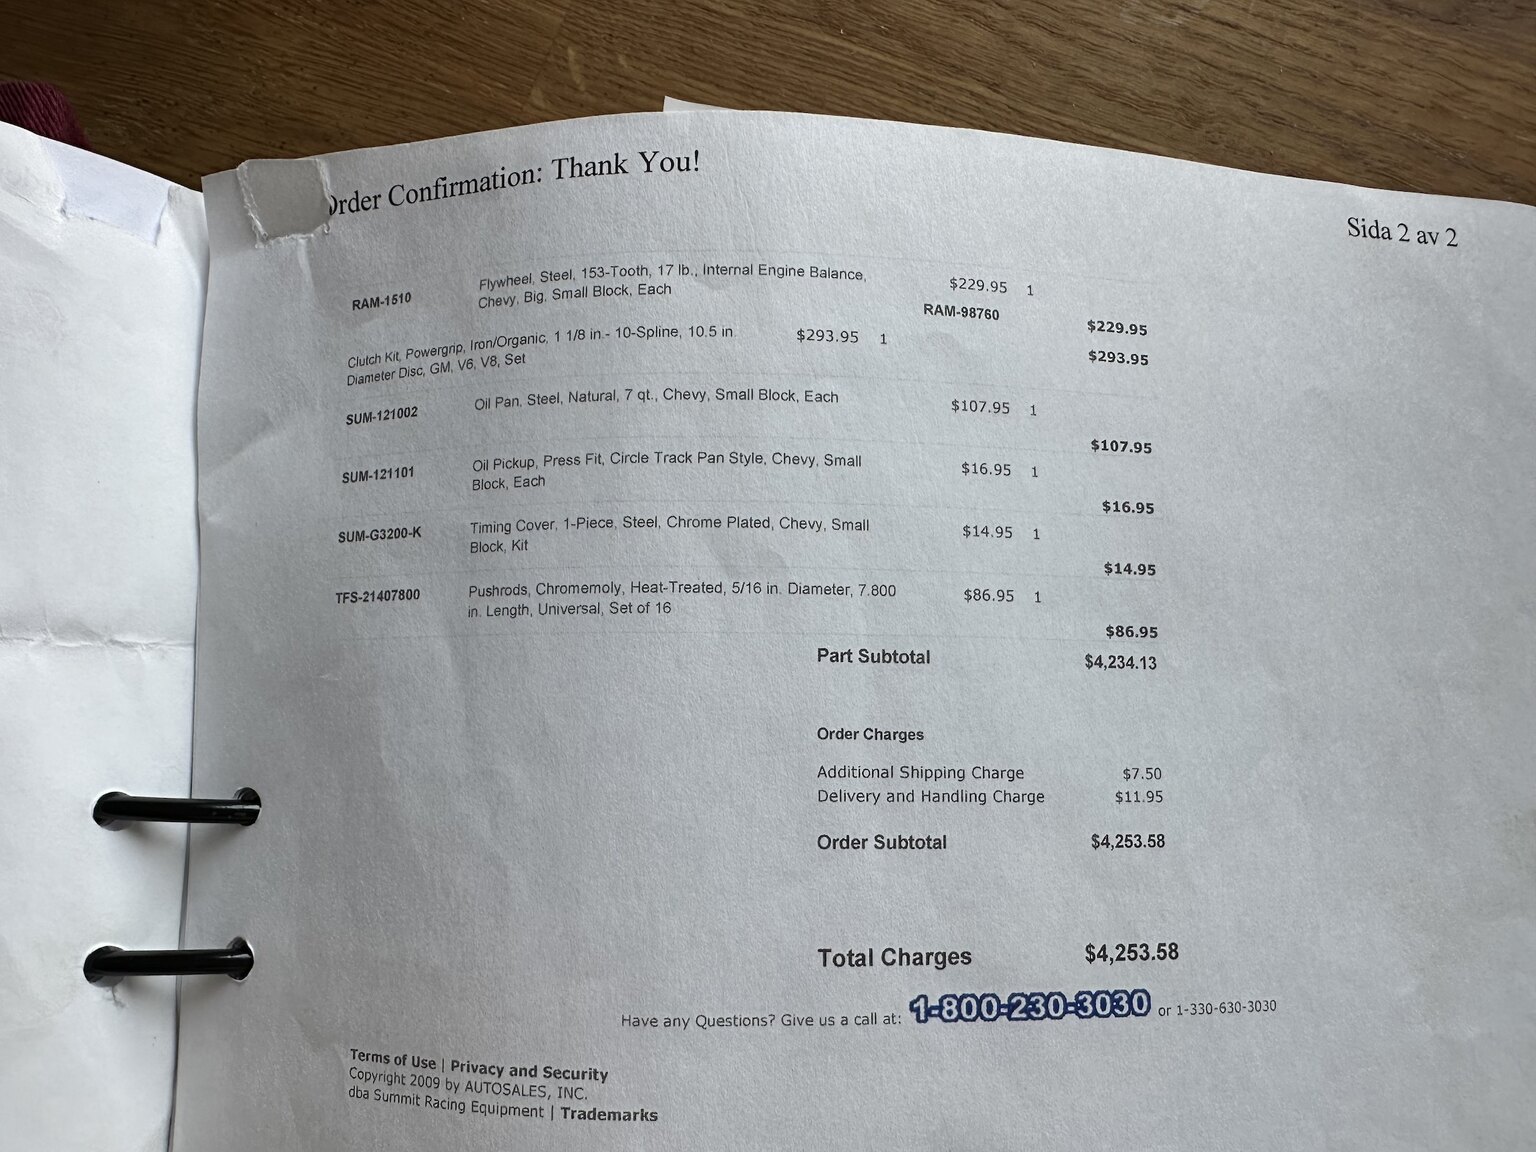 Order Confirmation: Thank You!
Sida 2 av 2
RAM-1510 Flywheel, Steel, 153-Tooth, 17 lb., Internal Engine Balance, $229.95 1
Chevy, Big, Small Block, Each
RAM-98760
$229.95
Clutch Kit, Powergrip, Iron/Organic, 1 1/8 in.- 10-Spline, 10.5 in. $293.95 1
Diameter Disc, GM, V6, V8, Set
$293.95
SUM-121002 Oil Pan, Steel, Natural, 7 qt., Chevy, Small Block, Each $107.95 1
$107.95
SUM-121101 Oil Pickup, Press Fit, Circle Track Pan Style, Chevy, Small $16.95 1
Block, Each
$16.95
SUM-G3200-K Timing Cover, 1-Piece, Steel, Chrome Plated, Chevy, Small $14.95 1
Block, Kit
$14.95
TFS-21407800 Pushrods, Chromemoly, Heat-Treated, 5/16 in. Diameter, 7.800 $86.95 1
in. Length, Universal, Set of 16
$86.95
Part Subtotal $4,234.13
Order Charges
Additional Shipping Charge $7.50
Delivery and Handling Charge $11.95
Order Subtotal $4,253.58
Total Charges $4,253.58
Have any Questions? Give us a call at: 1-800-230-3030 or 1-330-630-3030
Terms of Use | Privacy and Security
Copyright 2009 by AUTOSALES, INC.
dba Summit Racing Equipment | Trademarks